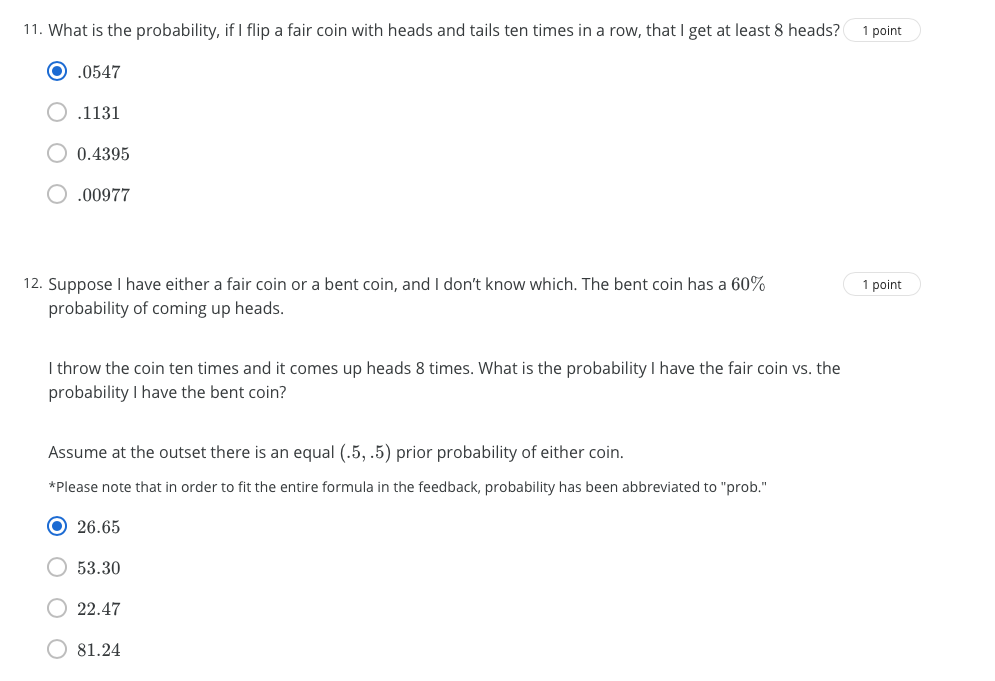 11. What is the probability, if I flip a fair coin with heads and tails ten times in a row, that I get at least 8 heads? 1 point
.0547
.1131
0.4395
.00977
12. Suppose I have either a fair coin or a bent coin, and I don’t know which. The bent coin has a 60% 1 point
probability of coming up heads.
I throw the coin ten times and it comes up heads 8 times. What is the probability I have the fair coin vs. the
probability I have the bent coin?
Assume at the outset there is an equal (.5, .5) prior probability of either coin.
*Please note that in order to fit the entire formula in the feedback, probability has been abbreviated to "prob."
26.65
53.30
22.47
81.24